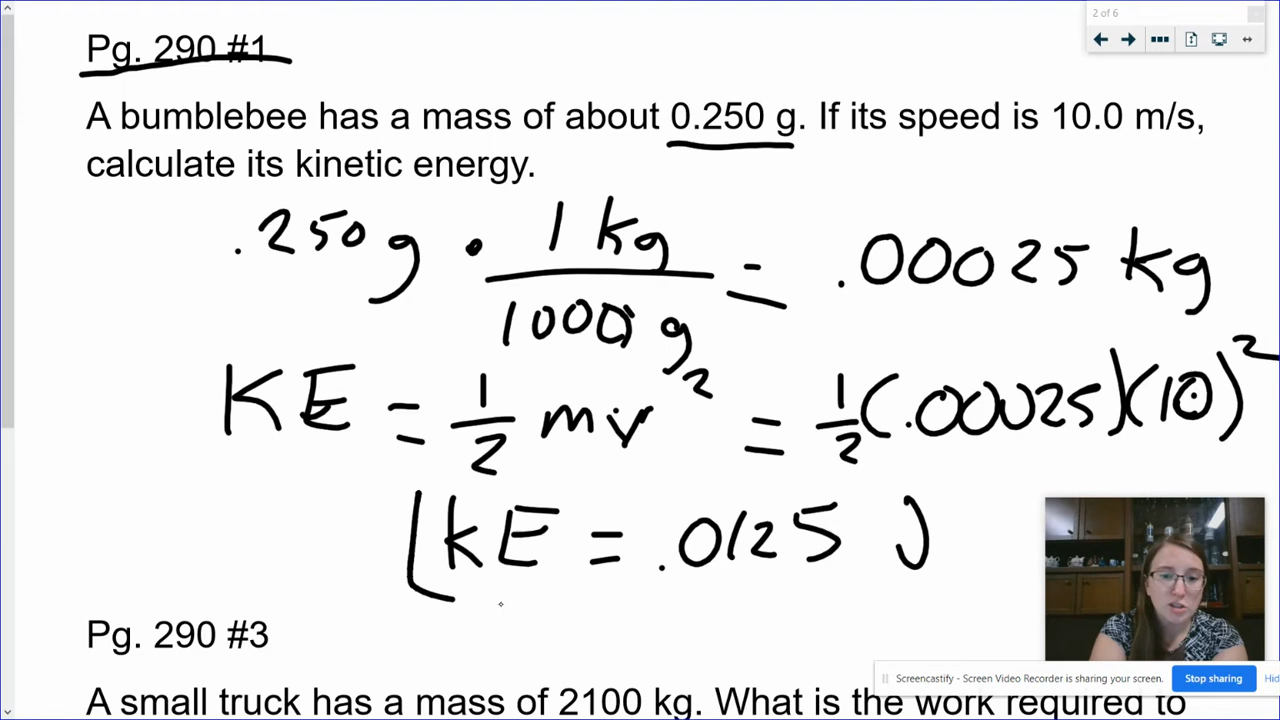 2 of 6
Pg. 290 #1
A bumblebee has a mass of about 0.250 g. If its speed is 10.0 m/s,
calculate its kinetic energy.
.250 g · 1 kg / 1000 g = .00025 kg
KE = 1/2 mv² = 1/2 (.00025)(10)²
KE = .0125 J
Pg. 290 #3
A small truck has a mass of 2100 kg. What is the work required to
Screencastify - Screen Video Recorder is sharing your screen.
Stop sharing
Hid